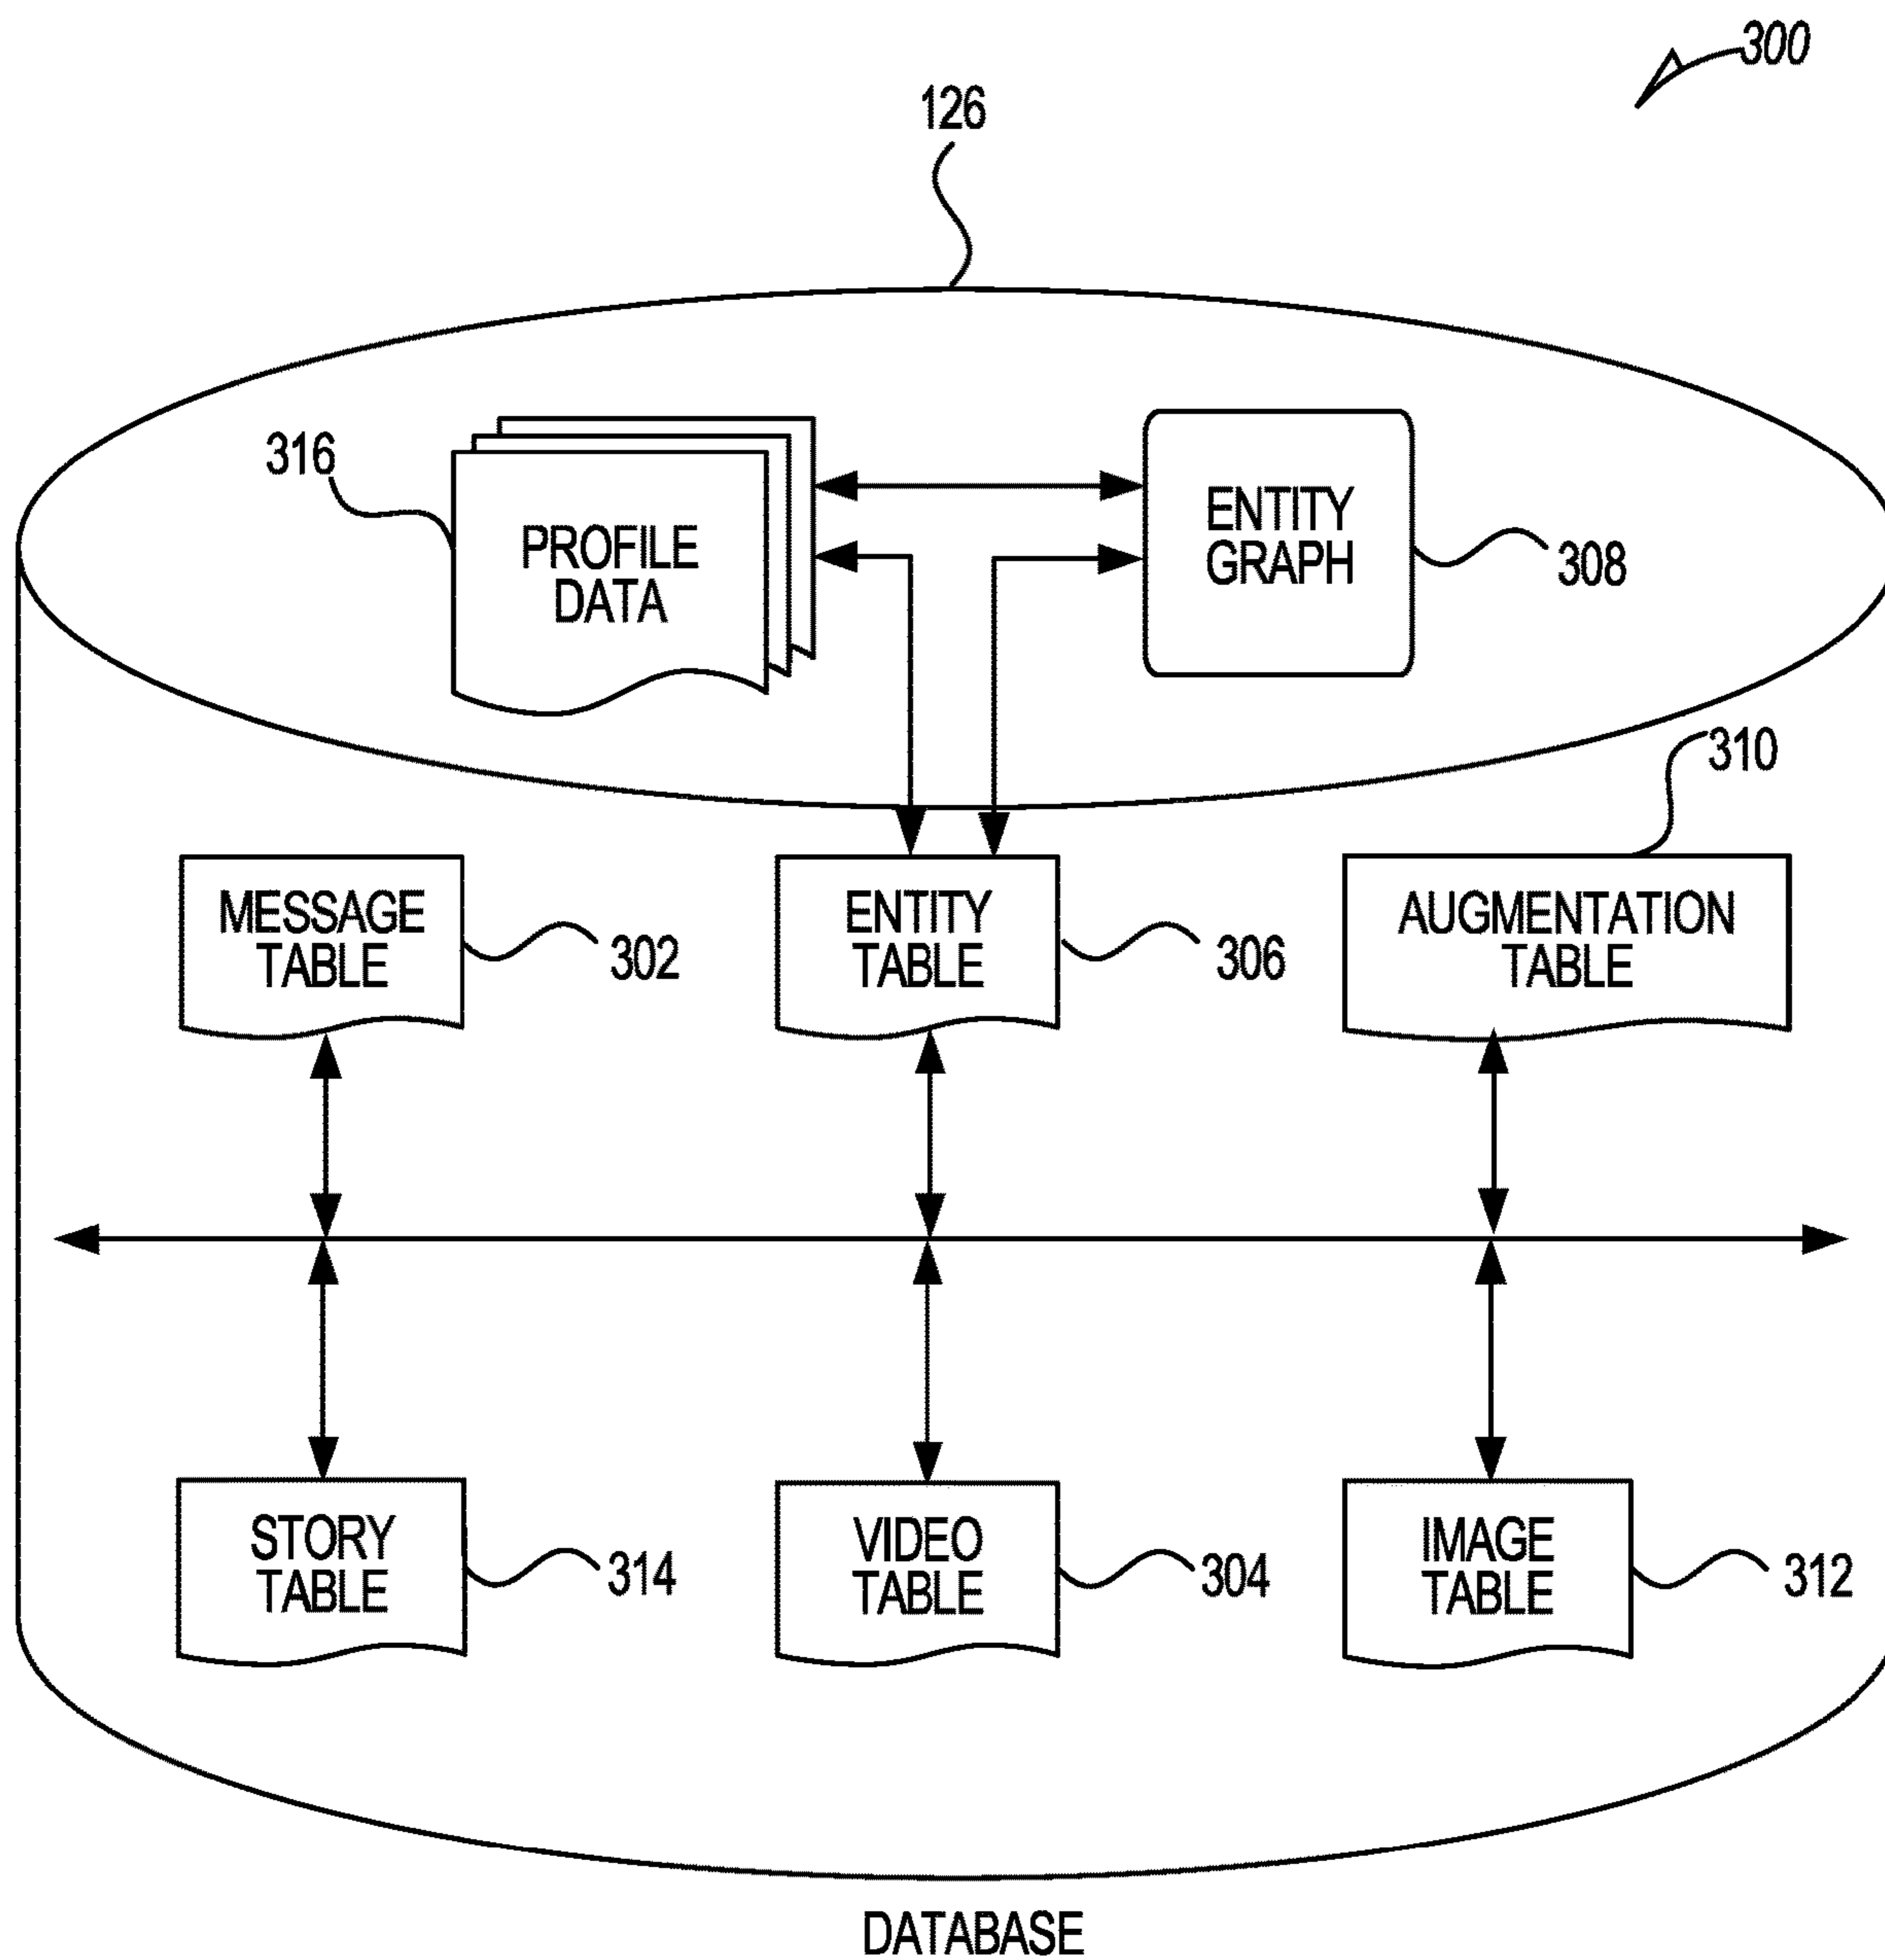 300
126
316
PROFILE
DATA
ENTITY
GRAPH
308
310
MESSAGE
TABLE
302
ENTITY
TABLE
306
AUGMENTATION
TABLE
STORY
TABLE
314
VIDEO
TABLE
304
IMAGE
TABLE
312
DATABASE